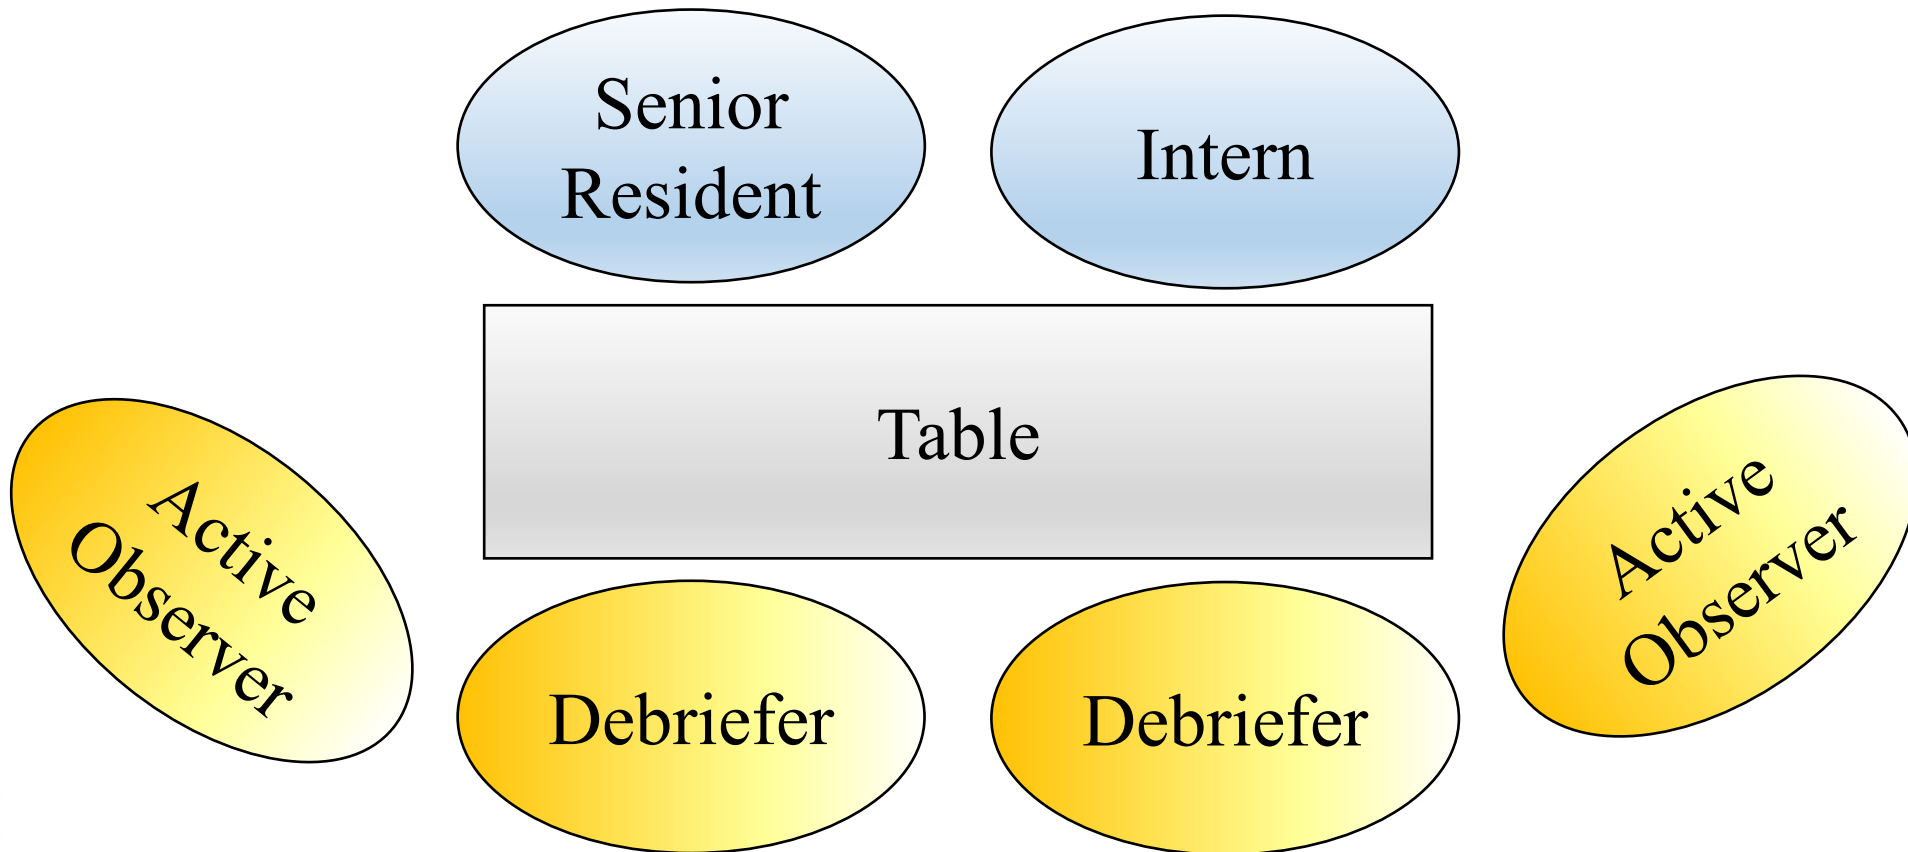 Senior
Resident
Intern
Table
Active
Observer
Active
Observer
Debriefer
Debriefer